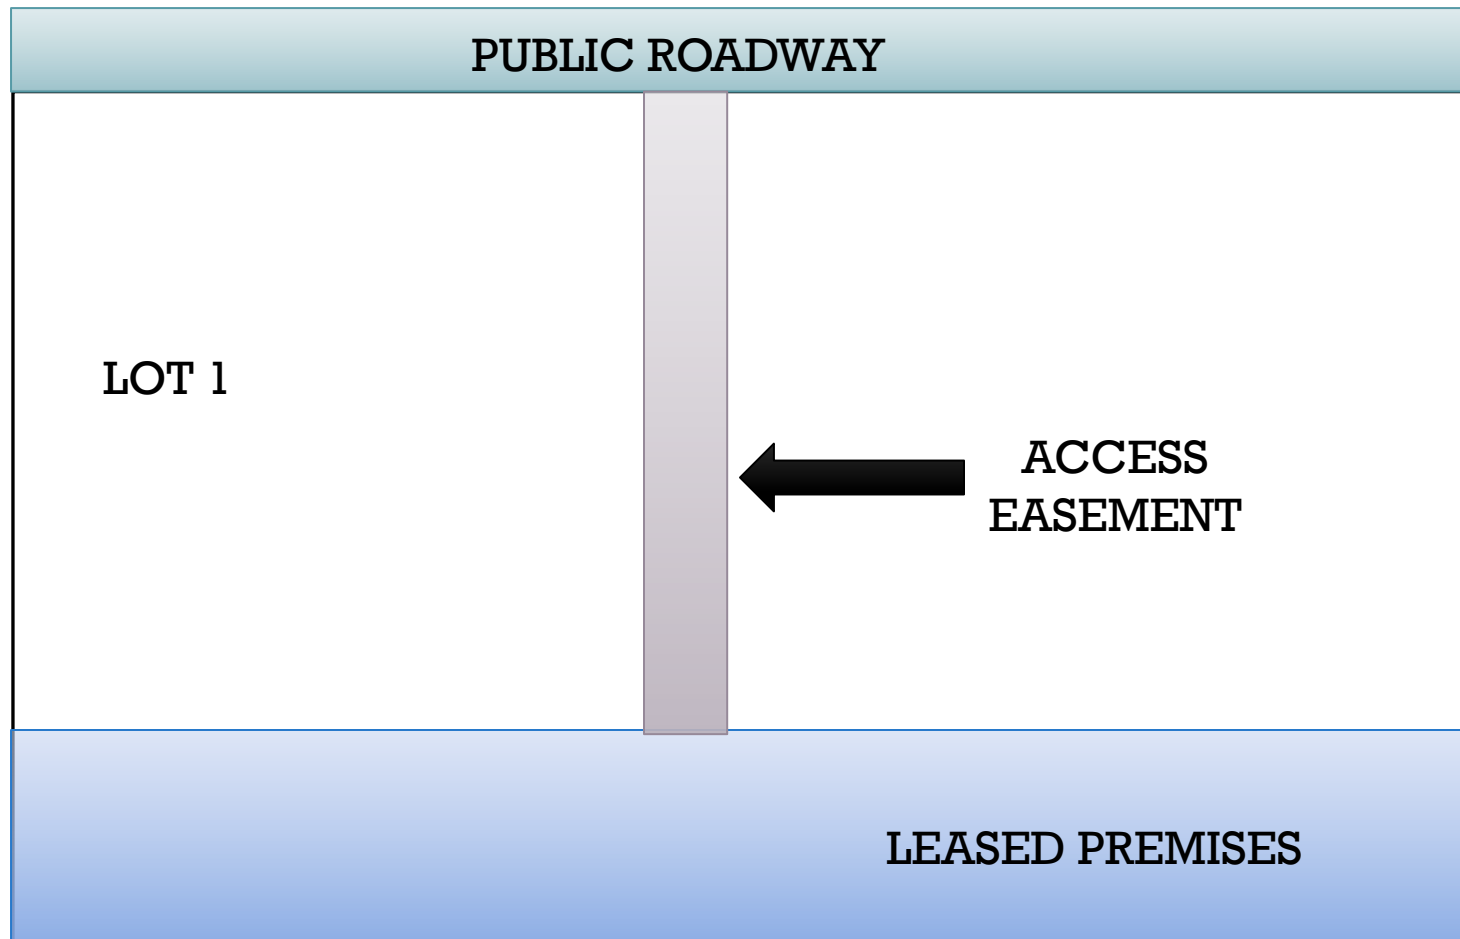 PUBLIC ROADWAY
LOT 1
ACCESS
EASEMENT
LEASED PREMISES